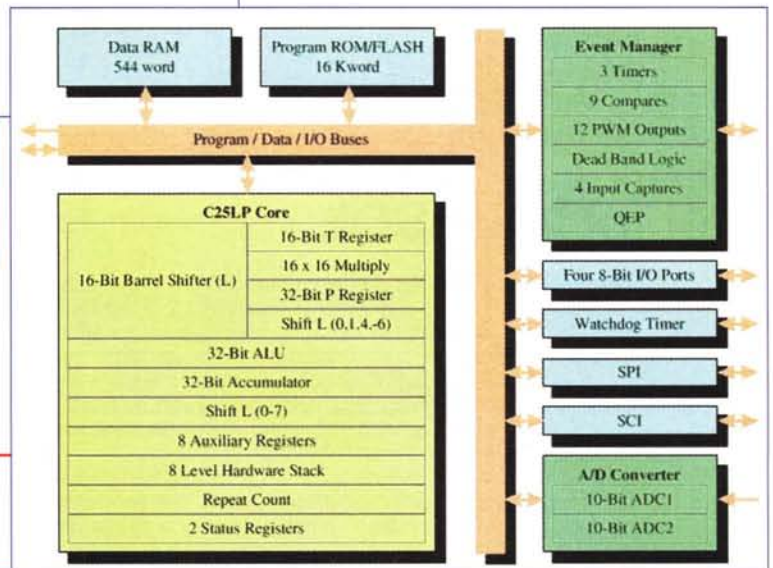 Data RAM
544 word
Program ROM/FLASH
16 Kword
Program / Data / I/O Buses
C25LP Core
16-Bit Barrel Shifter (L)
16-Bit T Register
16 x 16 Multiply
32-Bit P Register
Shift L (0,1,4,-6)
32-Bit ALU
32-Bit Accumulator
Shift L (0-7)
8 Auxiliary Registers
8 Level Hardware Stack
Repeat Count
2 Status Registers
Event Manager
3 Timers
9 Compares
12 PWM Outputs
Dead Band Logic
4 Input Captures
QEP
Four 8-Bit I/O Ports
Watchdog Timer
SPI
SCI
A/D Converter
10-Bit ADC1
10-Bit ADC2